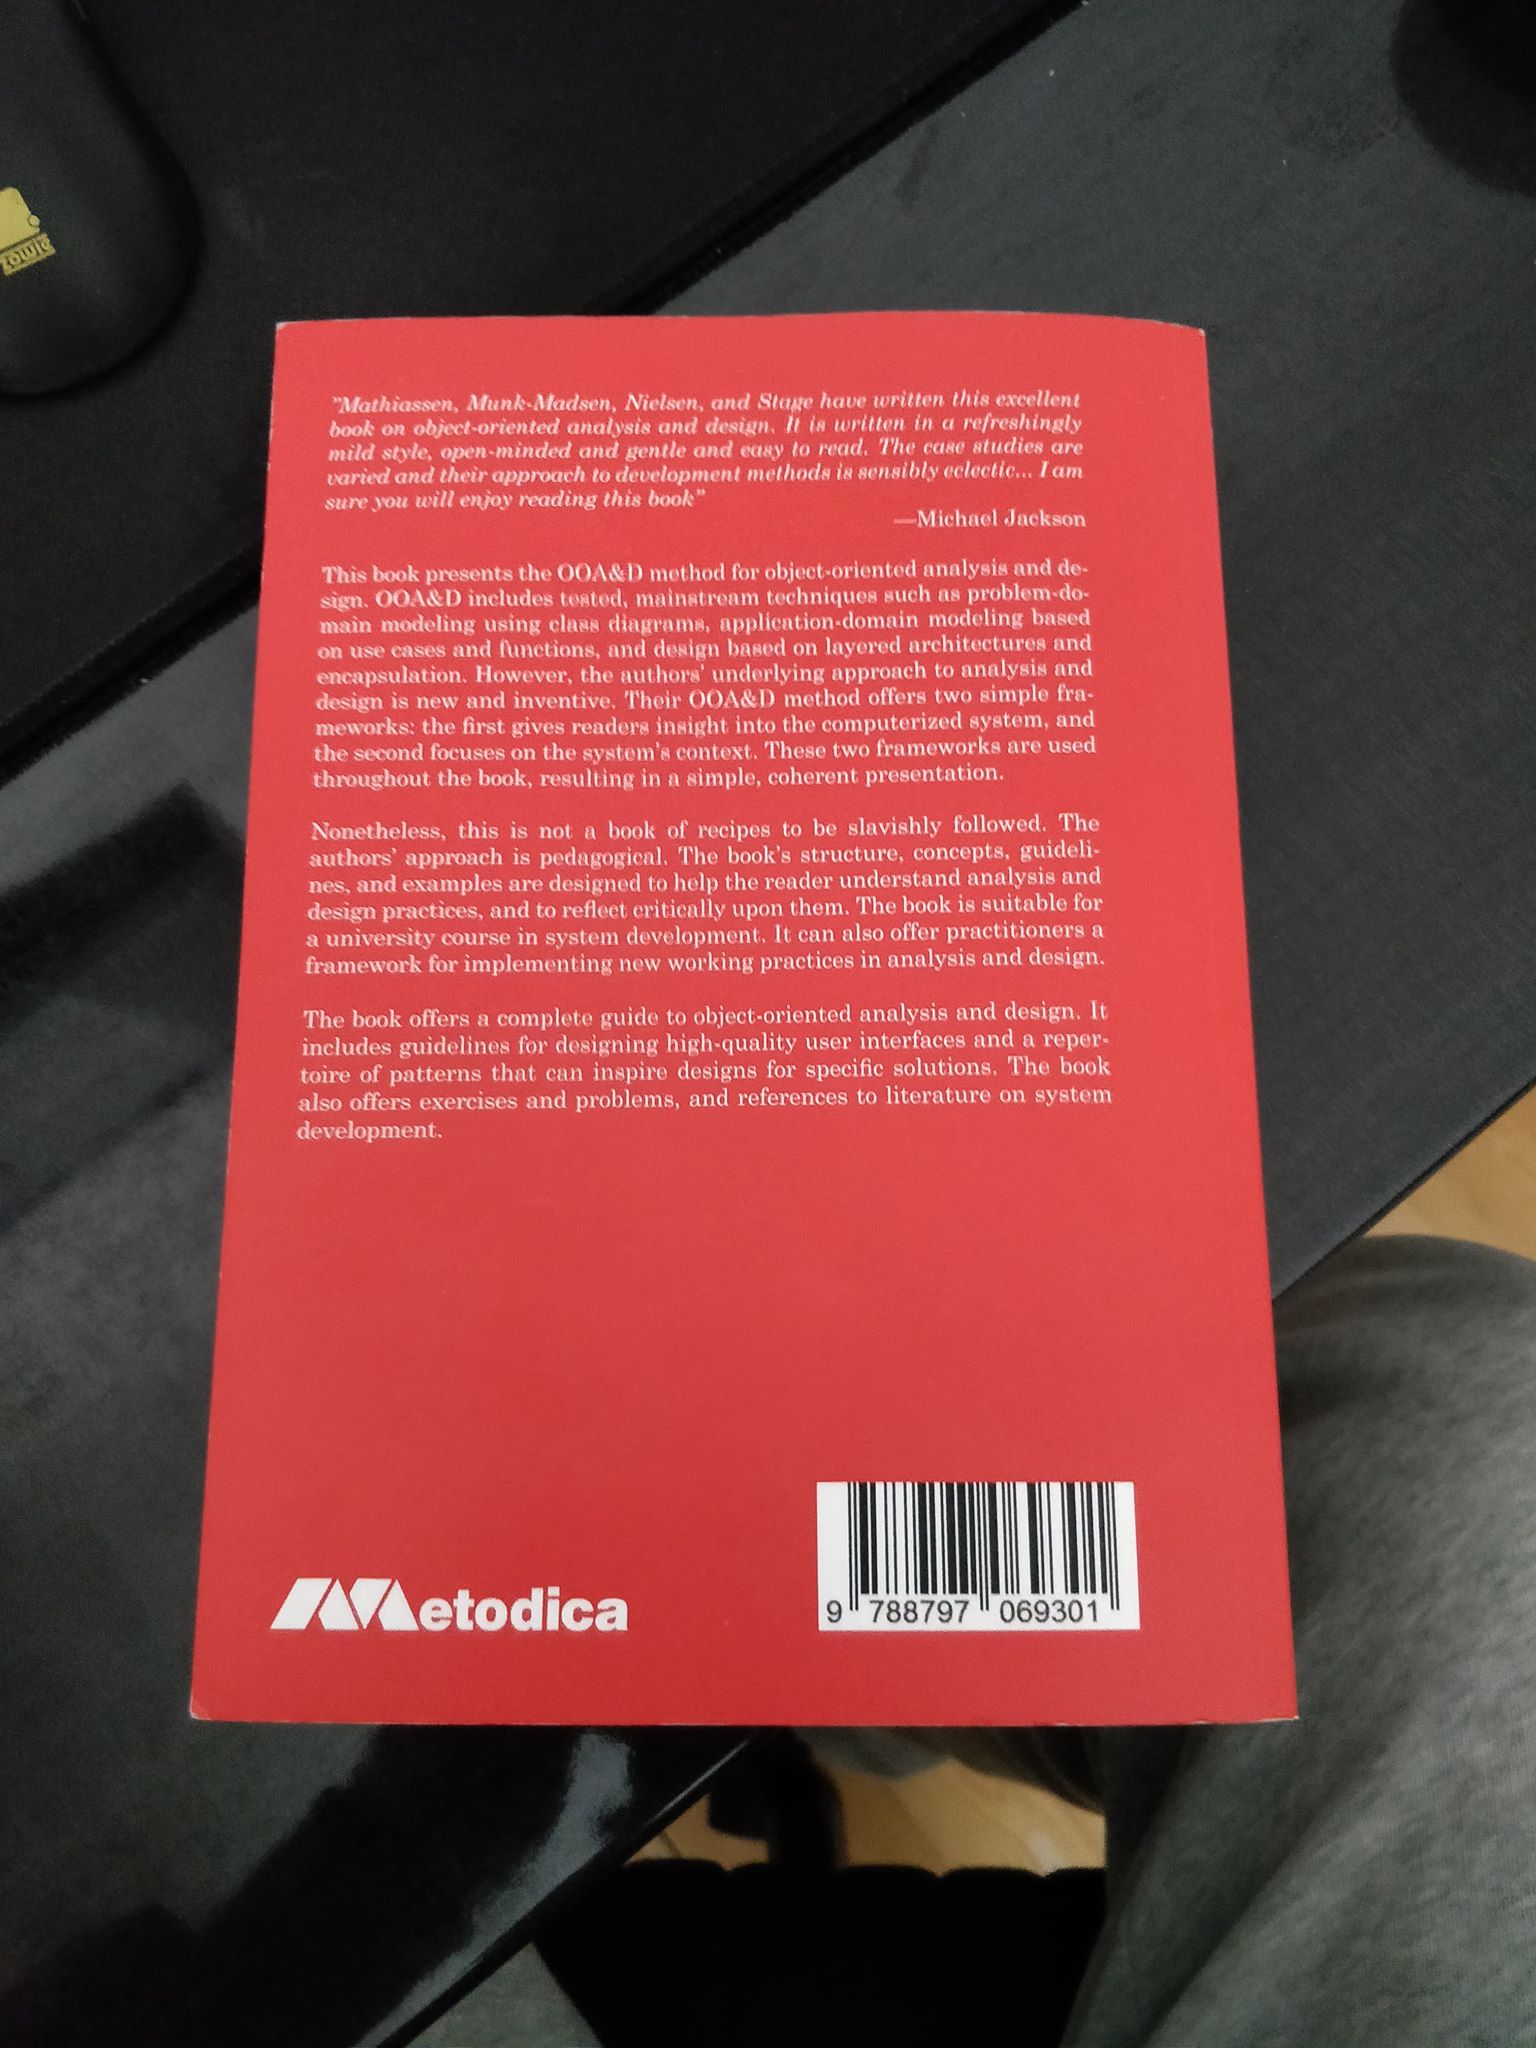 zowie
"Mathiassen, Munk-Madsen, Nielsen, and Stage have written this excellent
book on object-oriented analysis and design. It is written in a refreshingly
mild style, open-minded and gentle and easy to read. The case studies are
varied and their approach to development methods is sensibly eclectic... I am
sure you will enjoy reading this book"
—Michael Jackson
This book presents the OOA&D method for object-oriented analysis and de-
sign. OOA&D includes tested, mainstream techniques such as problem-do-
main modeling using class diagrams, application-domain modeling based
on use cases and functions, and design based on layered architectures and
encapsulation. However, the authors' underlying approach to analysis and
design is new and inventive. Their OOA&D method offers two simple fra-
meworks: the first gives readers insight into the computerized system, and
the second focuses on the system's context. These two frameworks are used
throughout the book, resulting in a simple, coherent presentation.
Nonetheless, this is not a book of recipes to be slavishly followed. The
authors' approach is pedagogical. The book's structure, concepts, guideli-
nes, and examples are designed to help the reader understand analysis and
design practices, and to reflect critically upon them. The book is suitable for
a university course in system development. It can also offer practitioners a
framework for implementing new working practices in analysis and design.
The book offers a complete guide to object-oriented analysis and design. It
includes guidelines for designing high-quality user interfaces and a reper-
toire of patterns that can inspire designs for specific solutions. The book
also offers exercises and problems, and references to literature on system
development.
Metodica
9 788797 069301